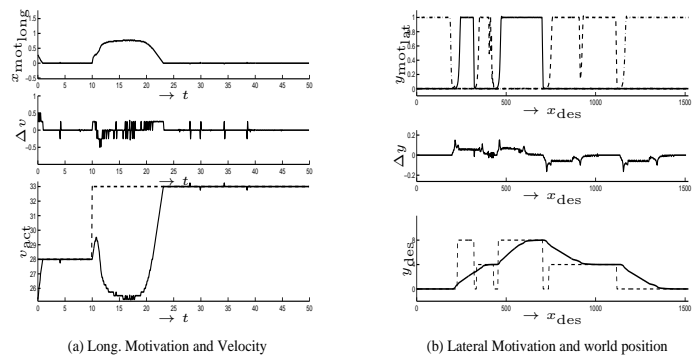 x_mot_long
1.5
1
0.5
0
−0.5
0 5 10 15 20 25 30 35 40 45 50
→ t
Δv
1
0.5
0
−0.5
0 5 10 15 20 25 30 35 40 45 50
→ t
v_act
33
32
31
30
29
28
27
26
0 5 10 15 20 25 30 35 40 45 50
→ t
(a) Long. Motivation and Velocity
y_mot_lat
1
0.8
0.6
0.4
0.2
0
0 500 1000 1500
→ x_des
Δy
0.2
0
−0.2
0 500 1000 1500
→ x_des
y_des
8
4
0
0 500 1000 1500
→ x_des
(b) Lateral Motivation and world position